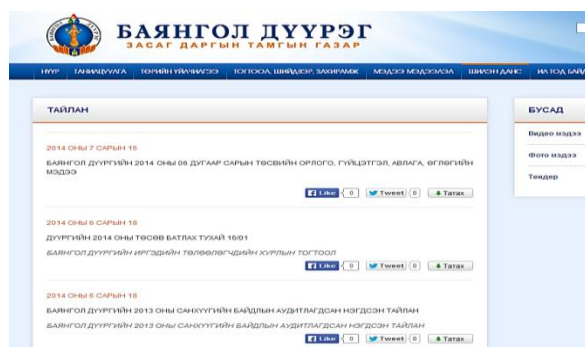 БАЯНГОЛ ДҮҮРЭГ
ЗАСАГ ДАРГЫН ТАМГЫН ГАЗАР
НҮҮР ТАНИЛЦУУЛГА ТӨРИЙН ҮЙЛЧИЛГЭЭ ТОГТООЛ, ШИЙДВЭР, ЗАХИРАМЖ МЭДЭЭ МЭДЭЭЛЭЛ ШИЛЭН ДАНС ИЛ ТОД БАЙД
ТАЙЛАН
2014 ОНЫ 7 САРЫН 16
БАЯНГОЛ ДҮҮРГИЙН 2014 ОНЫ 06 ДУГААР САРЫН ТӨСВИЙН ОРЛОГО, ГҮЙЦЭТГЭЛ, АВЛАГА, ӨГЛӨГИЙН
МЭДЭЭ
Like 0 Tweet 0 Татах
2014 ОНЫ 6 САРЫН 18
ДҮҮРГИЙН 2014 ОНЫ ТӨСӨВ БАТЛАХ ТУХАЙ 16/01
БАЯНГОЛ ДҮҮРГИЙН ИРГЭДИЙН ТӨЛӨӨЛӨГЧДИЙН ХУРЛЫН ТОГТООЛ
Like 0 Tweet 0 Татах
2014 ОНЫ 6 САРЫН 18
БАЯНГОЛ ДҮҮРГИЙН 2013 ОНЫ САНХҮҮГИЙН БАЙДЛЫН АУДИТЛАГДСАН НЭГДСЭН ТАЙЛАН
БАЯНГОЛ ДҮҮРГИЙН 2013 ОНЫ САНХҮҮГИЙН БАЙДЛЫН АУДИТЛАГДСАН НЭГДСЭН ТАЙЛАН
Like 0 Tweet 0 Татах
БУСАД
Видео мэдээ
Фото мэдээ
Тендер